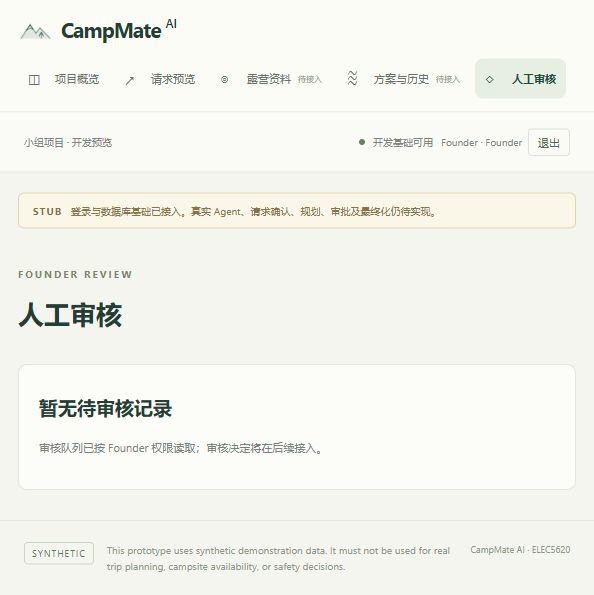 CampMate AI
项目概览 请求预览 露营资料 待接入 方案与历史 待接入 人工审核
小组项目 · 开发预览 开发基础可用 Founder · Founder 退出
STUB 登录与数据库基础已接入。真实 Agent、请求确认、规划、审批及最终化仍待实现。
FOUNDER REVIEW
人工审核
暂无待审核记录
审核队列已按 Founder 权限读取；审核决定将在后续接入。
SYNTHETIC This prototype uses synthetic demonstration data. It must not be used for real CampMate AI · ELEC5620
trip planning, campsite availability, or safety decisions.